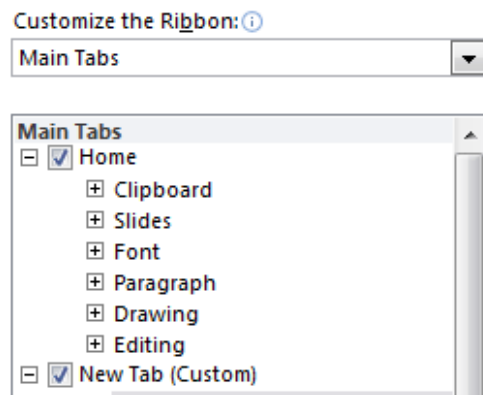 Customize the Ribbon:
Main Tabs
Main Tabs
Home
Clipboard
Slides
Font
Paragraph
Drawing
Editing
New Tab (Custom)